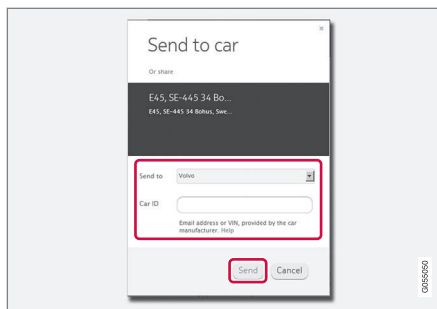 ×
Send to car
Or share
E45, SE-445 34 Bo...
E45, SE-445 34 Bohus, Swe...
Send to Volvo
Car ID
Email address or VIN, provided by the car
manufacturer. Help
Send Cancel
G055050